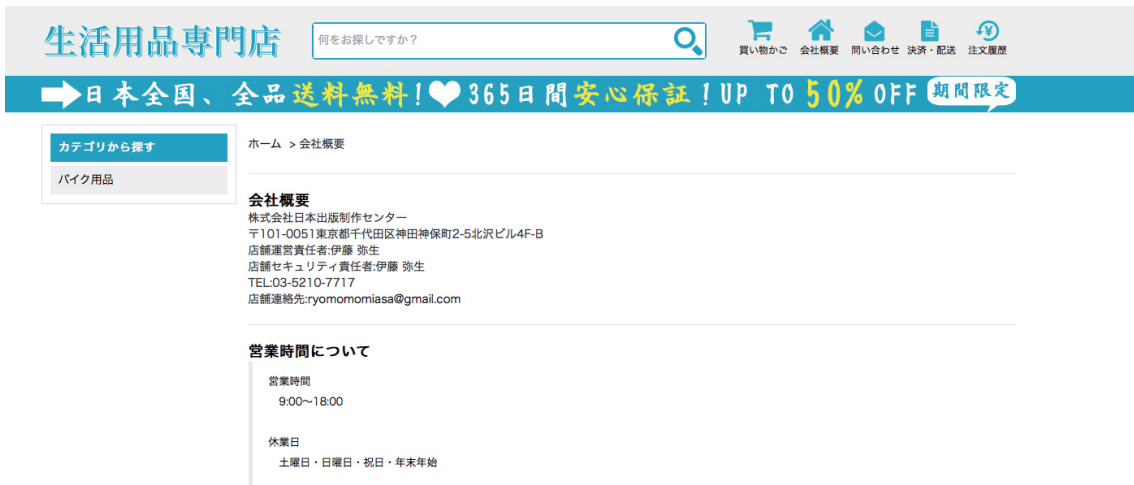 生活用品専門店
何をお探しですか？
買い物かご 会社概要 問い合わせ 決済・配送 注文履歴
日本全国、全品送料無料!365日間安心保証!UP TO 50% OFF 期間限定
カテゴリから探す
バイク用品
ホーム ＞会社概要
会社概要
株式会社日本出版制作センター
〒101-0051東京都千代田区神田神保町2-5北沢ビル4F-B
店舗運営責任者:伊藤 弥生
店舗セキュリティ責任者:伊藤 弥生
TEL:03-5210-7717
店舗連絡先:ryomomomiasa@gmail.com
営業時間について
営業時間
9:00〜18:00
休業日
土曜日・日曜日・祝日・年末年始